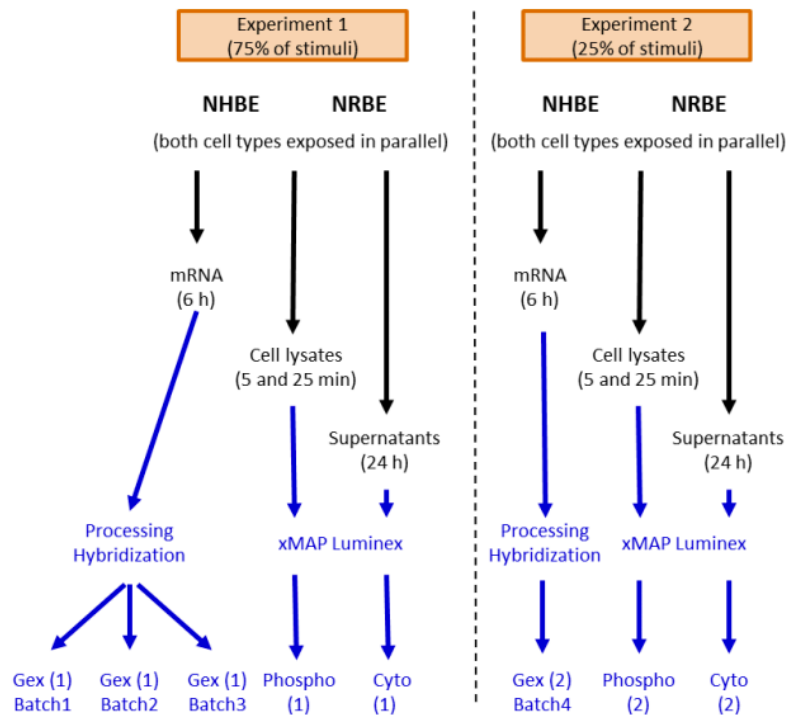 Experiment 1
(75% of stimuli)
NHBE NRBE
(both cell types exposed in parallel)
mRNA
(6 h)
Cell lysates
(5 and 25 min)
Supernatants
(24 h)
Processing
Hybridization
xMAP Luminex
Gex (1)
Batch1
Gex (1)
Batch2
Gex (1)
Batch3
Phospho
(1)
Cyto
(1)
Experiment 2
(25% of stimuli)
NHBE NRBE
(both cell types exposed in parallel)
mRNA
(6 h)
Cell lysates
(5 and 25 min)
Supernatants
(24 h)
Processing
Hybridization
xMAP Luminex
Gex (2)
Batch4
Phospho
(2)
Cyto
(2)